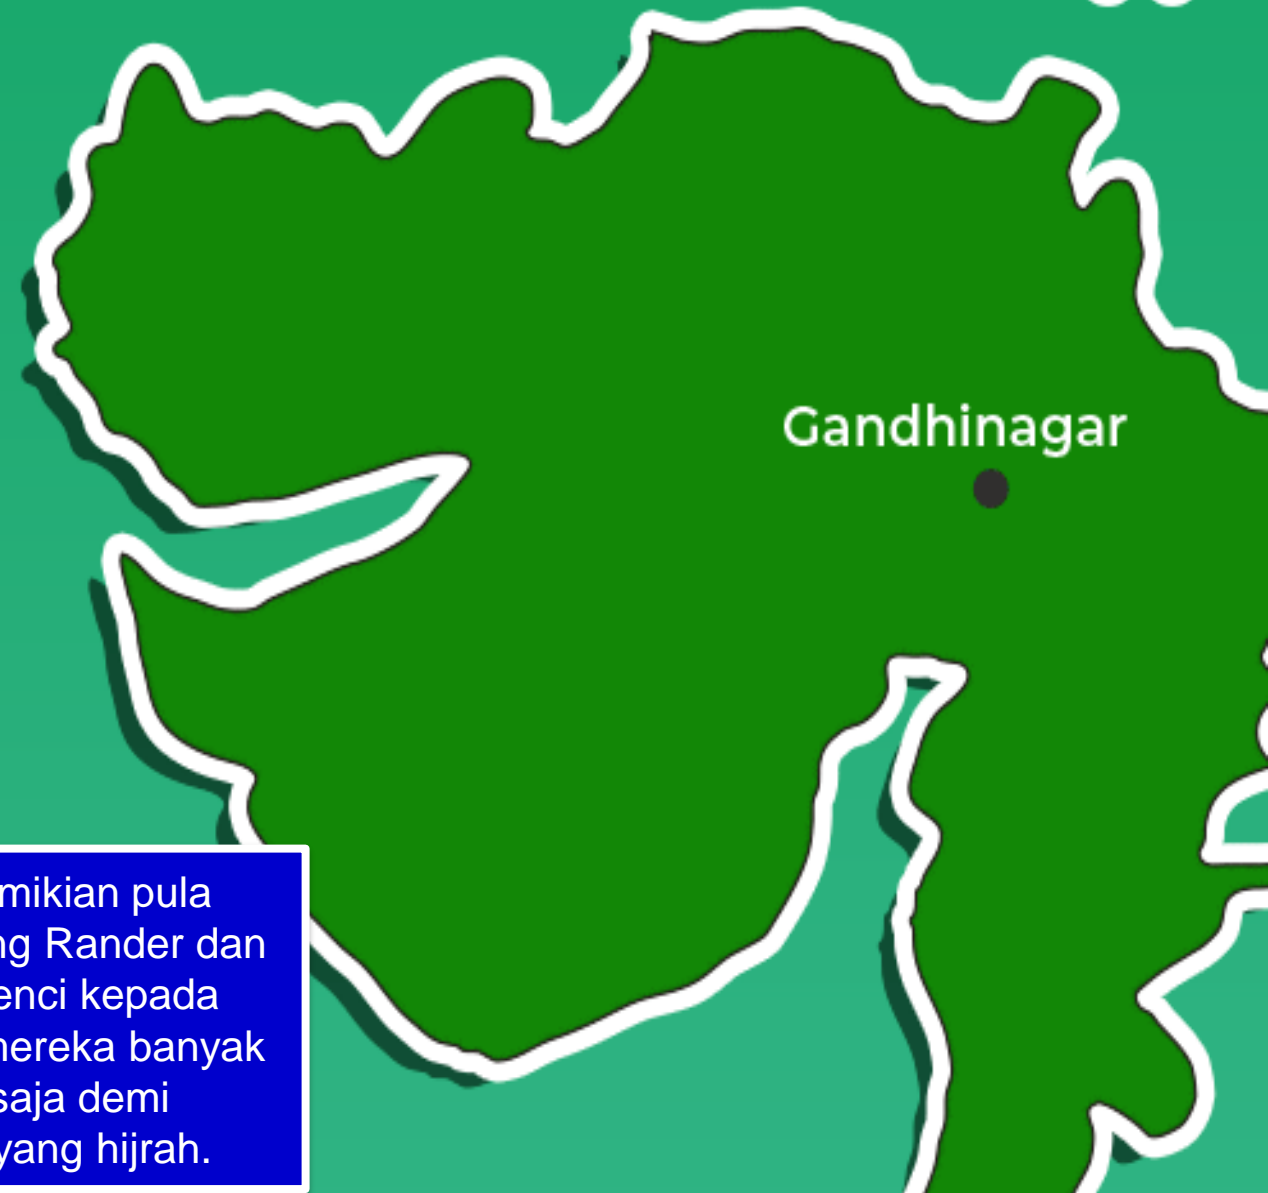 Gandhinagar
mikian pula
ng Rander dan
enci kepada
nereka banyak
saja demi
yang hijrah.